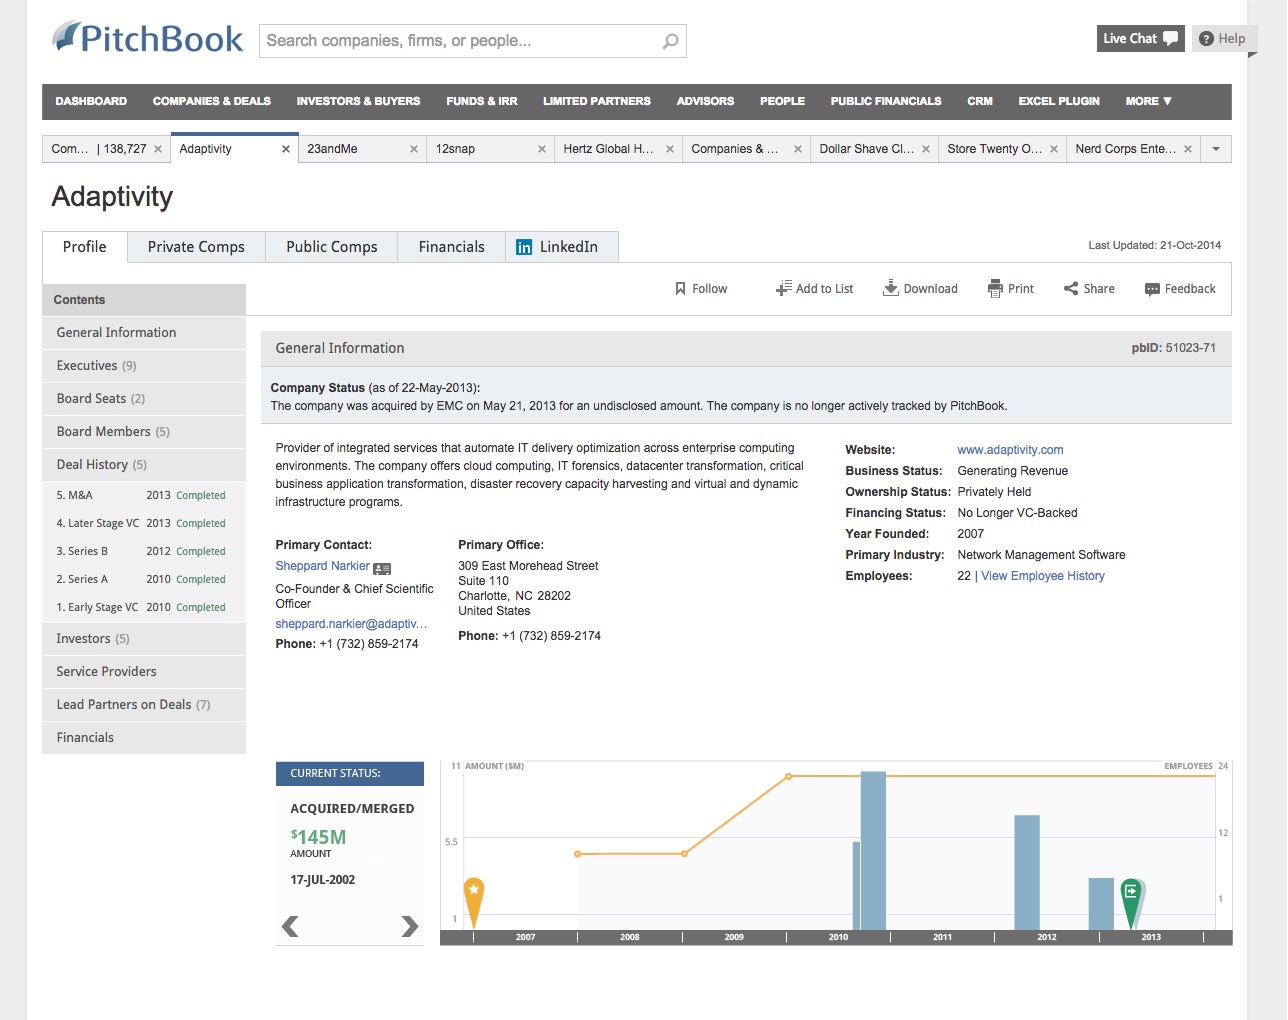 PitchBook
Search companies, firms, or people...
Live Chat
? Help
DASHBOARD COMPANIES & DEALS INVESTORS & BUYERS FUNDS & IRR LIMITED PARTNERS ADVISORS PEOPLE PUBLIC FINANCIALS CRM EXCEL PLUGIN MORE ▼
Com... | 138,727 × Adaptivity × 23andMe × 12snap × Hertz Global H... × Companies & ... × Dollar Shave Cl... × Store Twenty O... × Nerd Corps Ente... ×
Adaptivity
Profile Private Comps Public Comps Financials in LinkedIn
Last Updated: 21-Oct-2014
Follow Add to List Download Print Share Feedback
Contents
General Information
Executives (9)
Board Seats (2)
Board Members (5)
Deal History (5)
5. M&A 2013 Completed
4. Later Stage VC 2013 Completed
3. Series B 2012 Completed
2. Series A 2010 Completed
1. Early Stage VC 2010 Completed
Investors (5)
Service Providers
Lead Partners on Deals (7)
Financials
General Information
pbID: 51023-71
Company Status (as of 22-May-2013):
The company was acquired by EMC on May 21, 2013 for an undisclosed amount. The company is no longer actively tracked by PitchBook.
Provider of integrated services that automate IT delivery optimization across enterprise computing
environments. The company offers cloud computing, IT forensics, datacenter transformation, critical
business application transformation, disaster recovery capacity harvesting and virtual and dynamic
infrastructure programs.
Primary Contact:
Sheppard Narkier
Co-Founder & Chief Scientific
Officer
sheppard.narkier@adaptiv...
Phone: +1 (732) 859-2174
Primary Office:
309 East Morehead Street
Suite 110
Charlotte, NC 28202
United States
Phone: +1 (732) 859-2174
Website: www.adaptivity.com
Business Status: Generating Revenue
Ownership Status: Privately Held
Financing Status: No Longer VC-Backed
Year Founded: 2007
Primary Industry: Network Management Software
Employees: 22 | View Employee History
CURRENT STATUS:
ACQUIRED/MERGED
$145M
AMOUNT
17-JUL-2002
11 AMOUNT ($M)
EMPLOYEES 24
5.5
12
1
1
2007 2008 2009 2010 2011 2012 2013